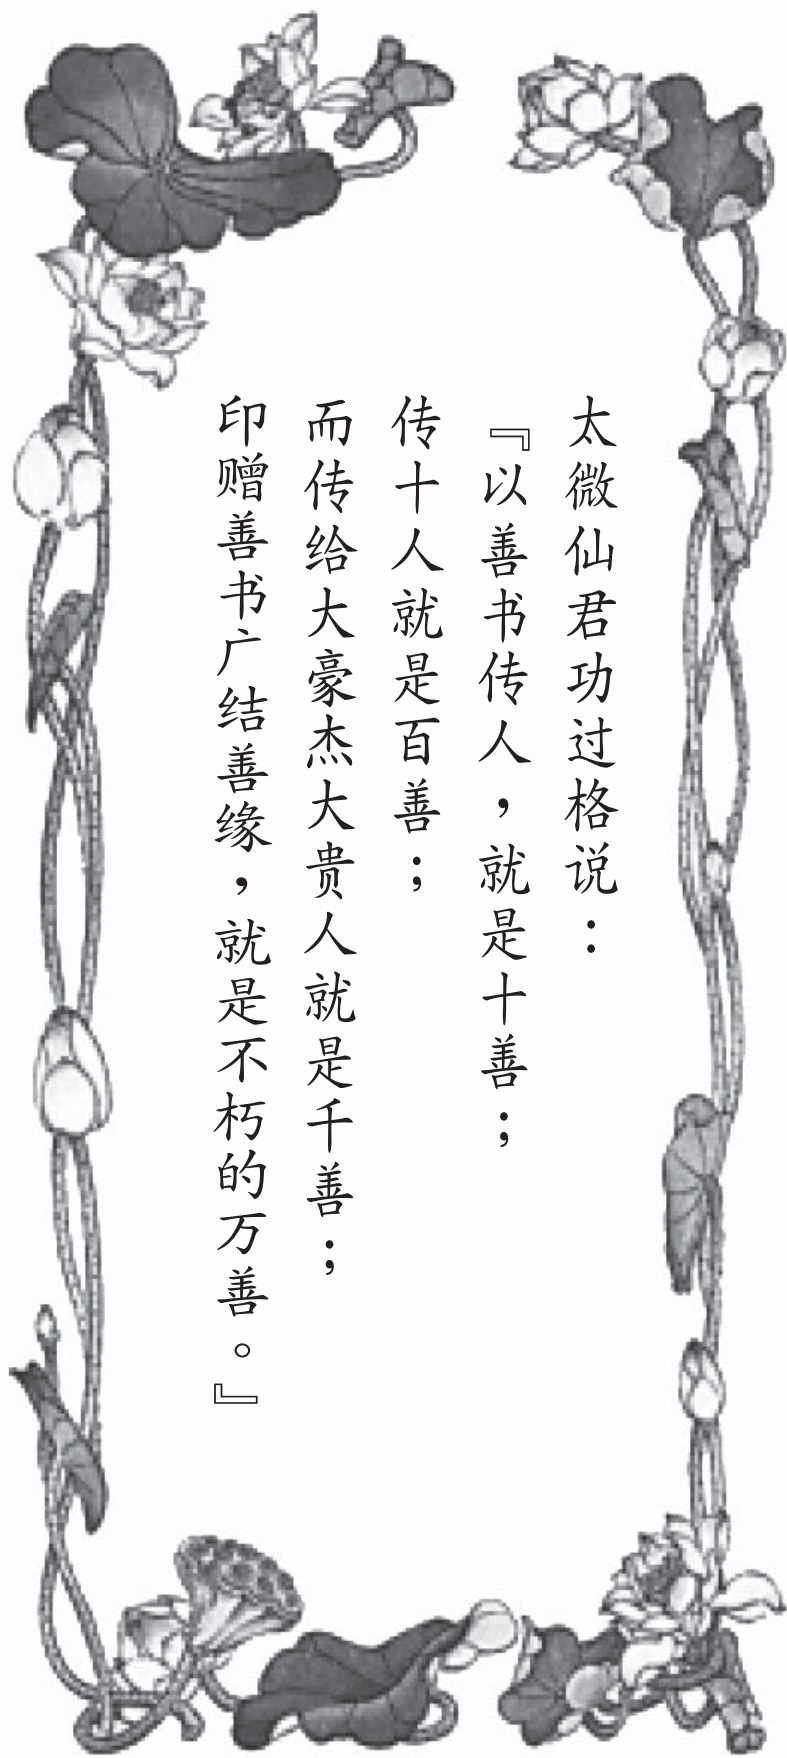 太微仙君功过格说：
『以善书传人，就是十善；
传十人就是百善；
而传给大豪杰大贵人就是千善；
印赠善书广结善缘，就是不朽的万善。』